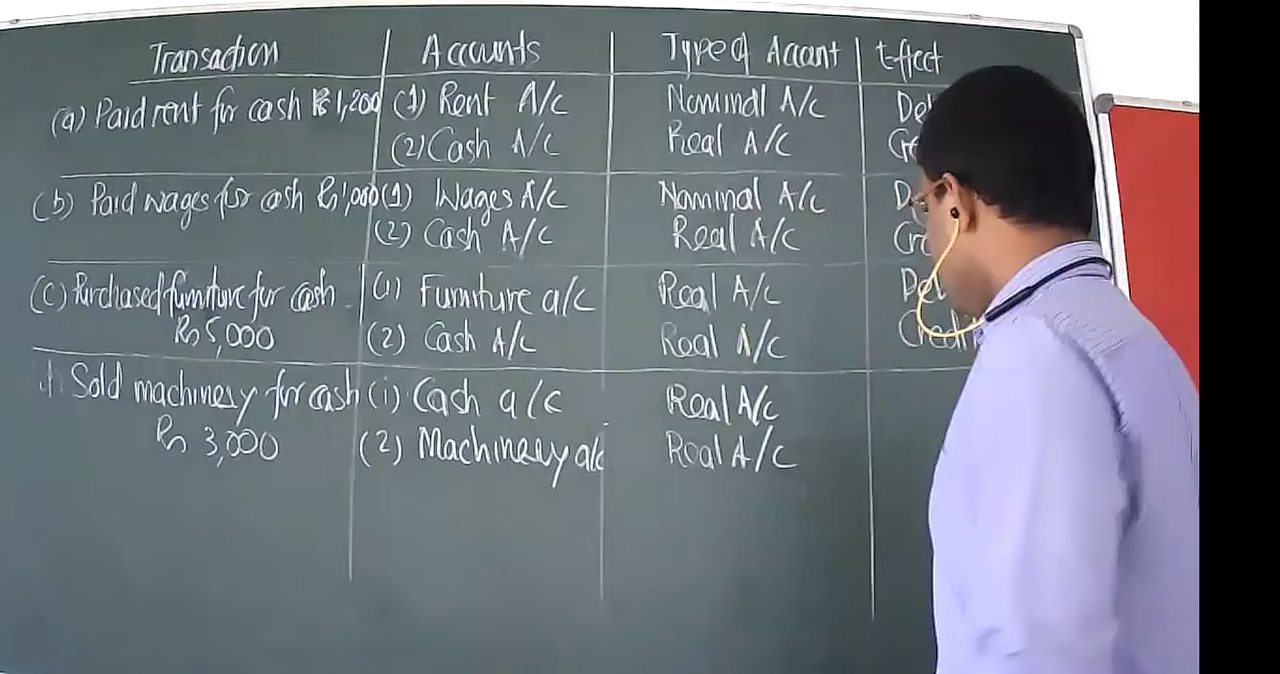 Transaction Accounts Type of Account Effect
(a) Paid rent for cash Rs 1,200 (1) Rent A/c Nominal A/c
(2) Cash A/c Real A/c
(b) Paid wages for cash Rs 1,000 (1) Wages A/c Nominal A/c
(2) Cash A/c Real A/c
(c) Purchased furniture for cash (1) Furniture a/c Real A/c
Rs 5,000 (2) Cash A/c Real A/c
Sold machinery for cash (i) Cash a/c Real A/c
Rs 3,000 (2) Machinery a/c Real A/c